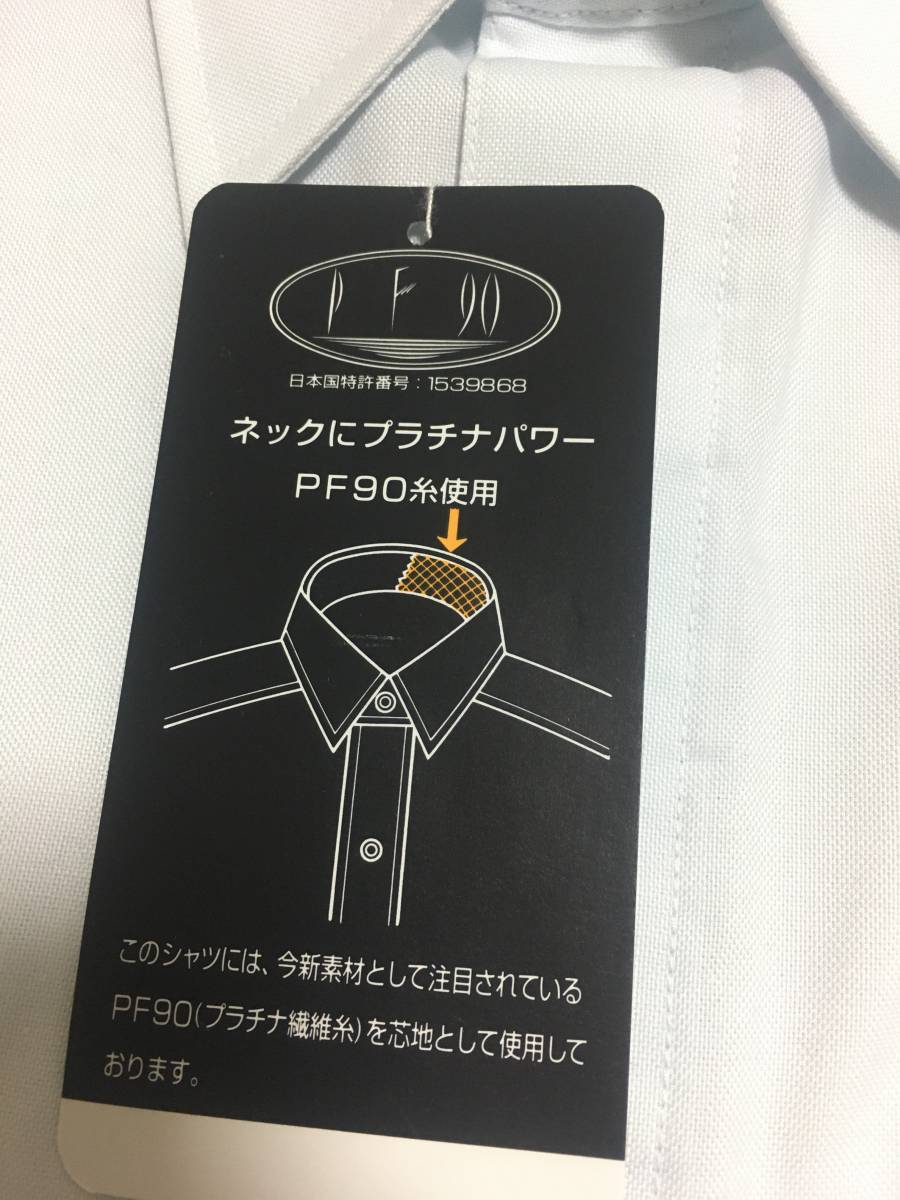 PF90
日本国特許番号：1539868
ネックにプラチナパワー
PF90糸使用
このシャツには、今新素材として注目されている
PF90(プラチナ繊維糸)を芯地として使用して
おります。